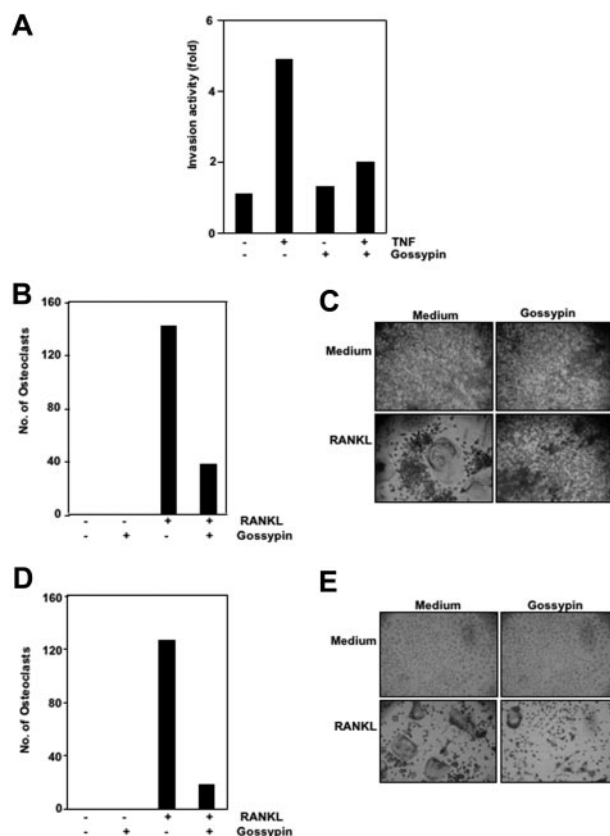 A
Invasion activity (fold)
6
4
2
0
- + - + TNF
- - + + Gossypin
B
No. of Osteoclasts
160
120
80
40
0
- - + + RANKL
- + - + Gossypin
C
Medium Gossypin
Medium
RANKL
D
No. of Osteoclasts
160
120
80
40
0
- - + + RANKL
- + - + Gossypin
E
Medium Gossypin
Medium
RANKL